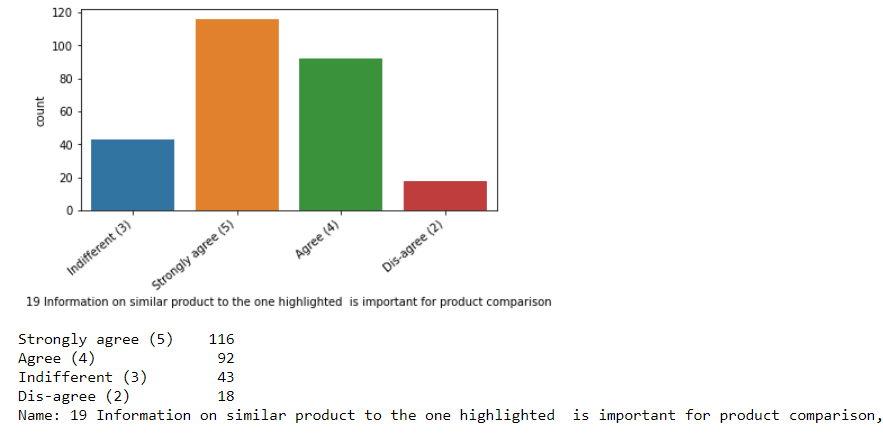 120
100
80
60
40
20
0
count
Indifferent (3)
Strongly agree (5)
Agree (4)
Dis-agree (2)
19 Information on similar product to the one highlighted  is important for product comparison
Strongly agree (5)    116
Agree (4)    92
Indifferent (3)    43
Dis-agree (2)    18
Name: 19 Information on similar product to the one highlighted  is important for product comparison,